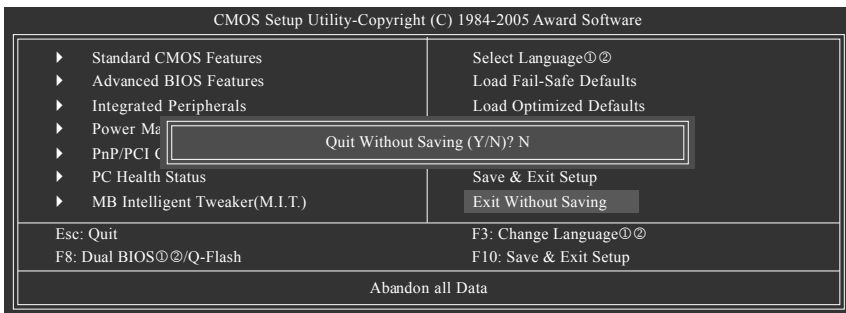 CMOS Setup Utility-Copyright (C) 1984-2005 Award Software
Standard CMOS Features
Advanced BIOS Features
Integrated Peripherals
Power Ma
PnP/PCI
PC Health Status
MB Intelligent Tweaker(M.I.T.)
Select Language①②
Load Fail-Safe Defaults
Load Optimized Defaults
Save & Exit Setup
Exit Without Saving
Quit Without Saving (Y/N)? N
Esc: Quit
F3: Change Language①②
F8: Dual BIOS①②/Q-Flash
F10: Save & Exit Setup
Abandon all Data